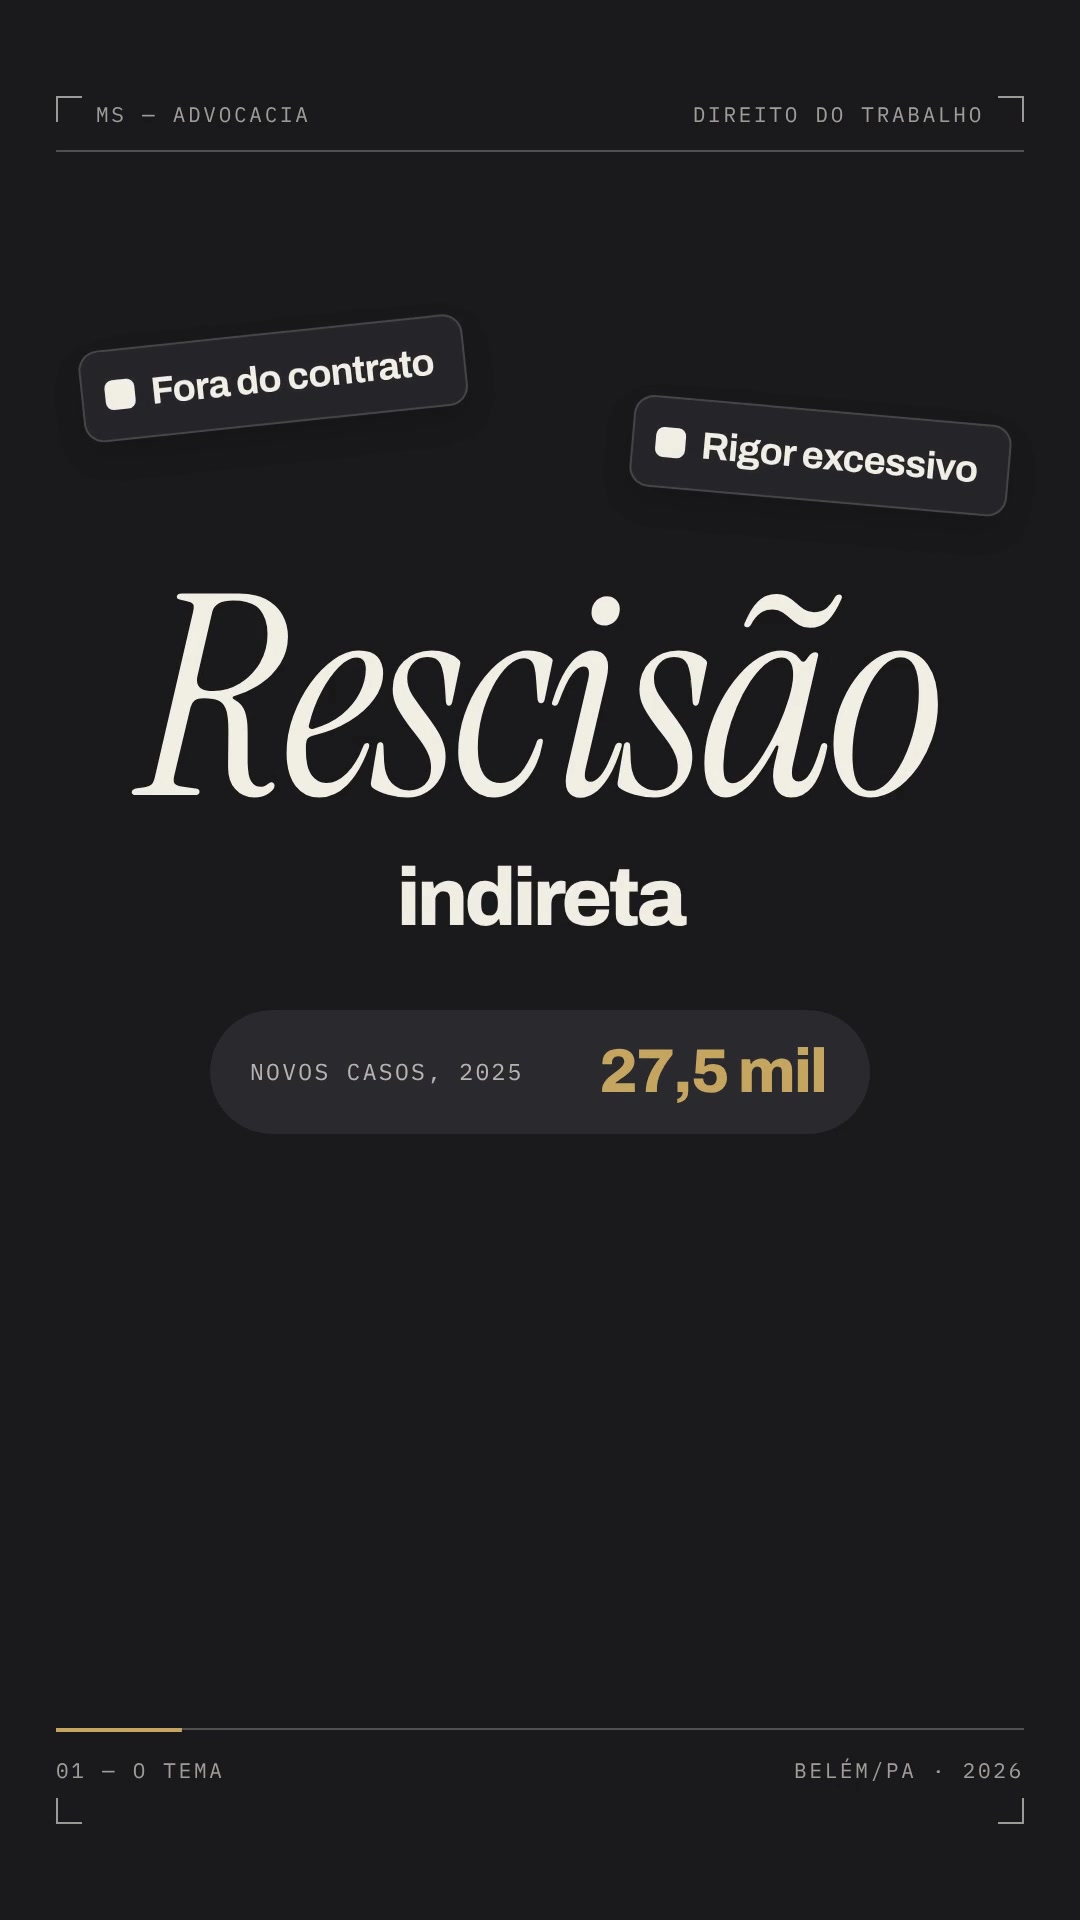 MS — ADVOCACIA
DIREITO DO TRABALHO
Fora do contrato
Rigor excessivo
Rescisão
indireta
NOVOS CASOS, 2025
27,5 mil
01 — O TEMA
BELÉM/PA · 2026